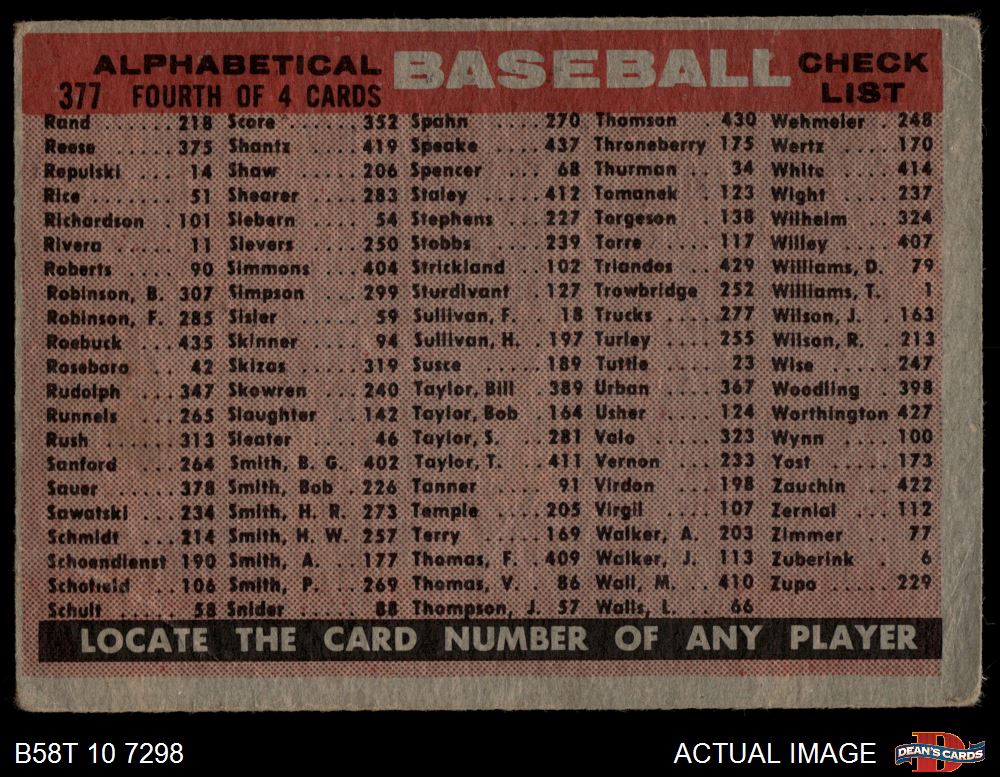 ALPHABETICAL BASEBALL CHECK
377 FOURTH OF 4 CARDS LIST
Rand ...... 218 Score ...... 352 Spahn .... 270 Thomson .. 430 Wehmeier . 248
Reese .... 375 Shantz .... 419 Speake .... 437 Throneberry 175 Wertz .... 170
Repulski ... 14 Shaw ..... 206 Spencer .... 68 Thurman .. 34 White .... 414
Rice ....... 51 Shearer ... 283 Staley .... 412 Tomanek .. 123 Wight .... 237
Richardson . 101 Siebern ... 54 Stephens .. 227 Torgeson .. 138 Wilhelm .. 324
Rivera ..... 11 Sievers .... 250 Stobbs .... 239 Torre .... 117 Willey .... 407
Roberts .... 90 Simmons .. 404 Strickland . 102 Triandos .. 429 Williams, D. 79
Robinson, B. 307 Simpson ... 299 Sturdivant . 127 Trowbridge 252 Williams, T. 1
Robinson, F. 285 Sisler ..... 59 Sullivan, F. . 18 Trucks .... 277 Wilson, J. . 163
Roebuck ... 435 Skinner .... 94 Sullivan, H. . 197 Turley .... 255 Wilson, R. . 213
Roseboro .. 42 Skizas .... 319 Susce .... 189 Tuttle .... 23 Wise .... 247
Rudolph ... 347 Skowren .. 240 Taylor, Bill . 389 Urban .... 367 Woodling . 398
Runnels ... 265 Slaughter .. 142 Taylor, Bob . 164 Usher .... 124 Worthington 427
Rush ...... 313 Sleater .... 46 Taylor, S. .. 281 Valo ..... 323 Wynn .... 100
Sanford ... 264 Smith, B. G. . 402 Taylor, T. .. 411 Vernon ... 233 Yost ..... 173
Sauer .... 378 Smith, Bob . 226 Tanner .... 91 Virdon ... 198 Zauchin .. 422
Sawatski ... 234 Smith, H. R. 273 Temple ... 205 Virgil .... 107 Zernial ... 112
Schmidt ... 214 Smith, H. W. 257 Terry .... 169 Walker, A. 203 Zimmer .. 77
Schoendienst 190 Smith, A. .. 177 Thomas, F. . 409 Walker, J. . 113 Zuberink . 6
Schofield .. 106 Smith, P. .. 269 Thomas, V. . 86 Wall, M. . 410 Zupo .... 229
Schult .... 58 Snider .... 88 Thompson, J. 57 Walls, L. .. 66
LOCATE THE CARD NUMBER OF ANY PLAYER
B58T 10 7298 ACTUAL IMAGE DEAN'S CARDS